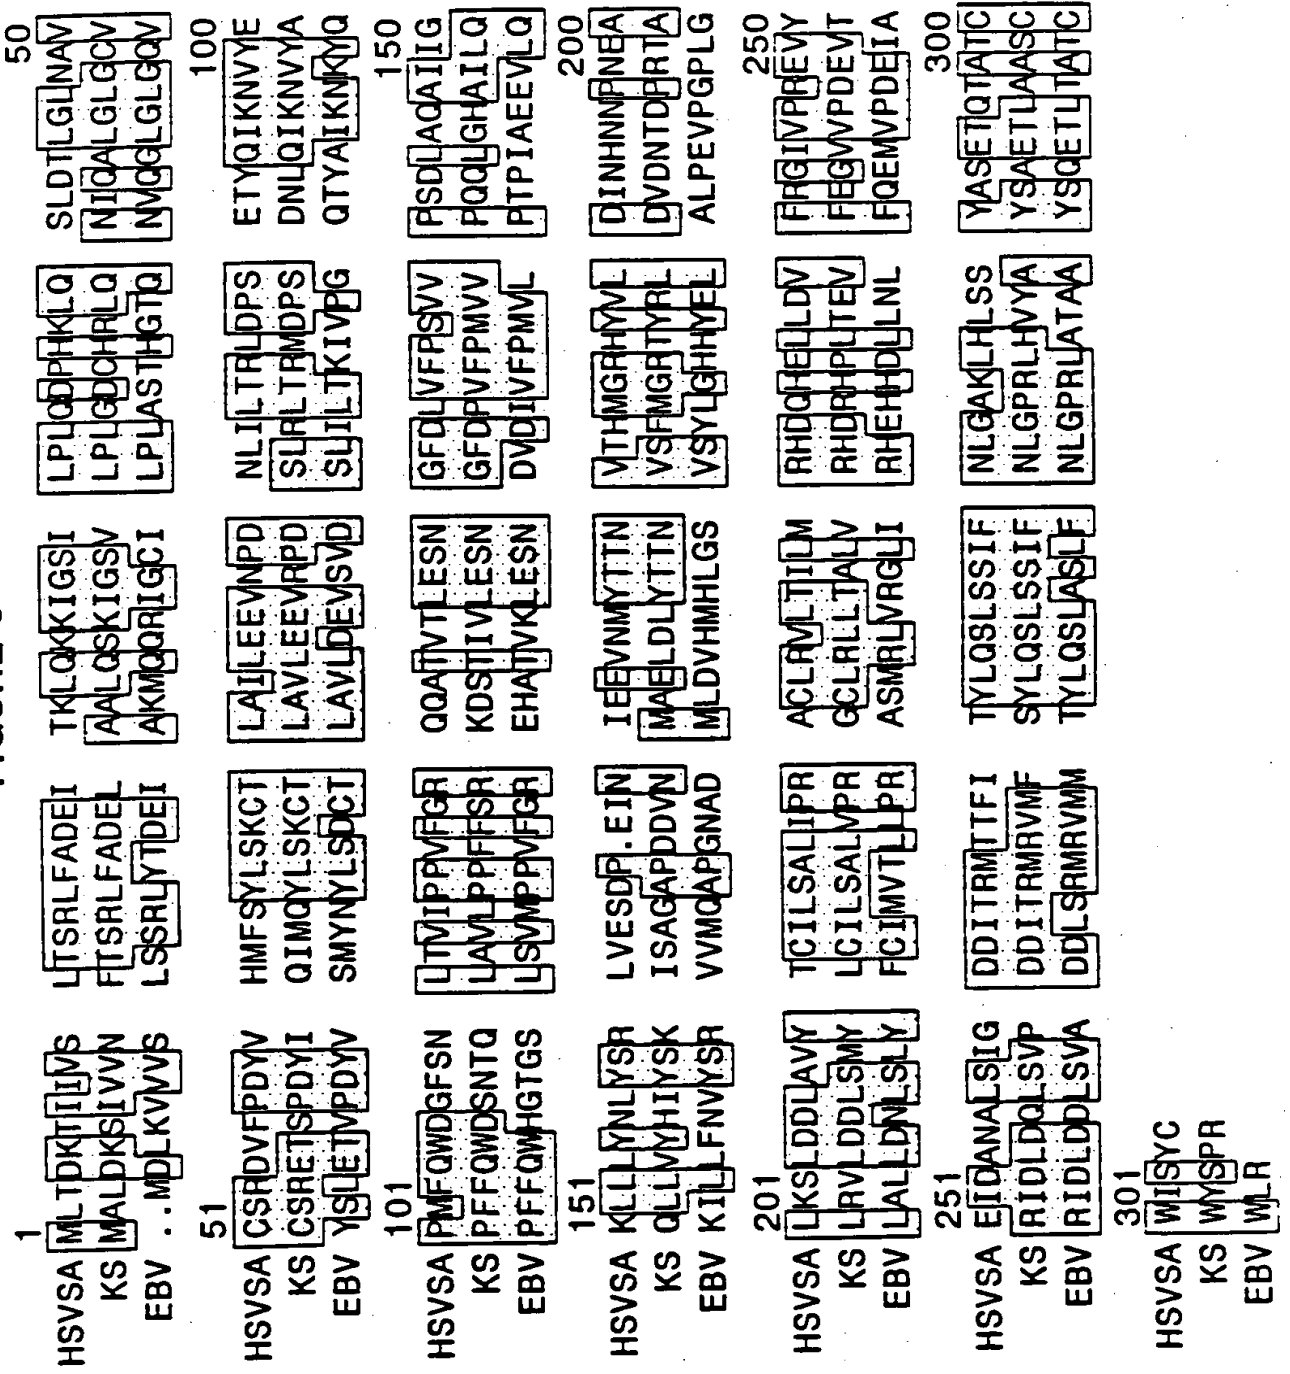 1 50
HSVSA MLTDKTIIVS LTSRLFADEI TKLQKKIGSI LPLQDPHKLQ SLDTLGLNAV
KS MALDKSIVVN FTSRLFADEL AALQSKIGSV LPLGDCHRLQ NIQALGLGCV
EBV ..MDLKVVVS LSSRLYTDEI AKMQQRIGCI LPLASTHGTQ NVQGLGLGQV
51 100
HSVSA CSRDVFPDYV HMFSYLSKCT LAILEEVNPD NLILTRLDPS ETYQIKNVYE
KS CSRETSPDYI QIMQYLSKCT LAVLEEVRPD SLRLTRMDPS DNLQIKNVYA
EBV YSLETVPDYV SMYNYLSDCT LAVLDEVSVD SLILTKIVPG QTYAIKNKYQ
101 150
HSVSA PMFQWDGFSN LTVIPPVFGR QQATVTLESN GFDLVFPSVV PSDLAQAIIG
KS PFFQWDSNTQ LAVLPPFFSR KDSTIVLESN GFDPVFPMVV PQQLGHAILQ
EBV PFFQWHGTGS LSVMPPVFGR EHATVKLESN DVDIVFPMVL PTPIAEEVLQ
151 200
HSVSA KLLLYNLYSR LVESDP.EIN IEEVNMYTTN VTHMGRHYVL DINHNNPNEA
KS QLLVYHIYSK ISAGAPDDVN MAELDLYTTN VSFMGRTYRL DVDNTDPRTA
EBV KILLFNVYSR VVMQAPGNAD MLDVHMHLGS VSYLGHHYEL ALPEVPGPLG
201 250
HSVSA LKSLDDLAVY TCILSALIPR ACLRVLTILM RHDQHELLDV FRGIVPREVY
KS LRVLDDLSMY LCILSALVPR GCLRLLTALV RHDRHPLTEV FEGVVPDEVT
EBV LALLDNLSLY FCIMVTLLPR ASMRLVRGLI RHEHHDLLNL FQEMVPDEIA
251 300
HSVSA EIDANALSIG DDITRMTTFI TYLQSLSSIF NLGAKLHLSS YASETQTATC
KS RIDLDQLSVP DDITRMRVMF SYLQSLSSIF NLGPRLHVYA YSAETLAASC
EBV RIDLDDLSVA DDLSRMRVMM TYLQSLASLF NLGPRLATAA YSQETLTATC
301
HSVSA WISYC
KS WYSPR
EBV WLR